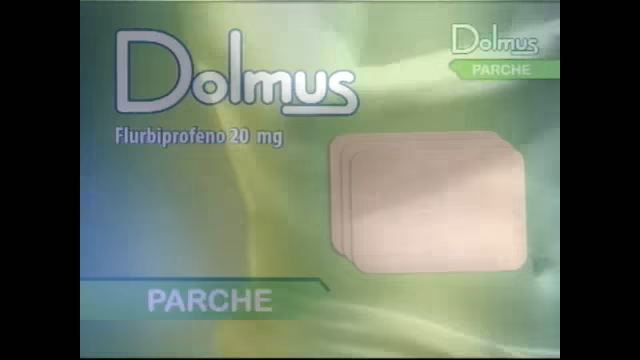 Dolmus
Flurbiprofeno 20 mg
PARCHE
Dolmus
PARCHE